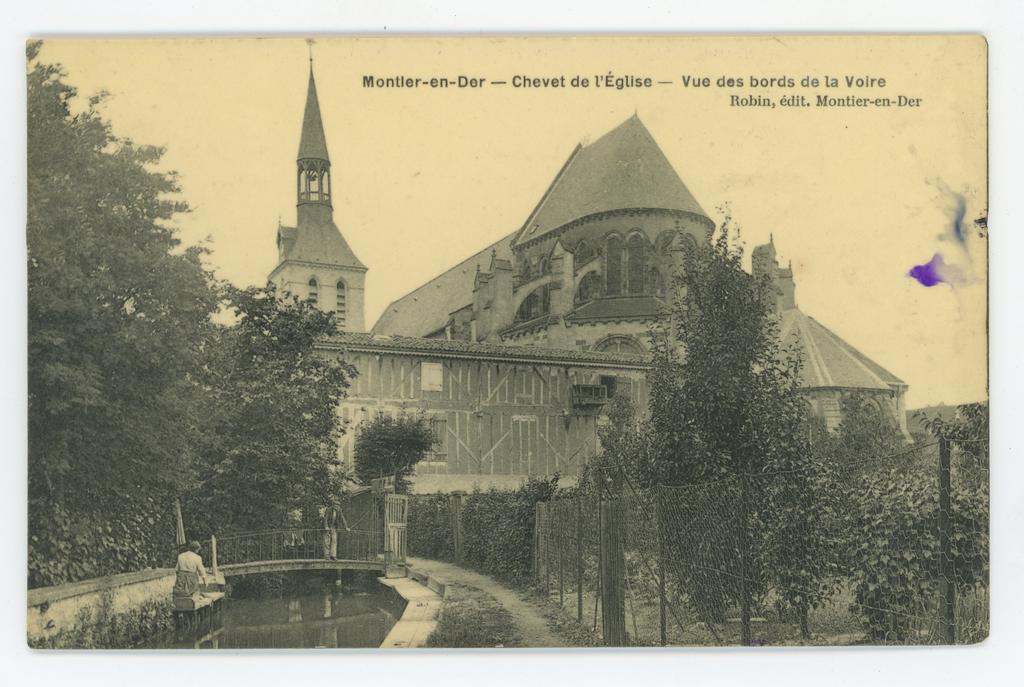 Montier-en-Der — Chevet de l'Église — Vue des bords de la Voire
Robin, édit. Montier-en-Der